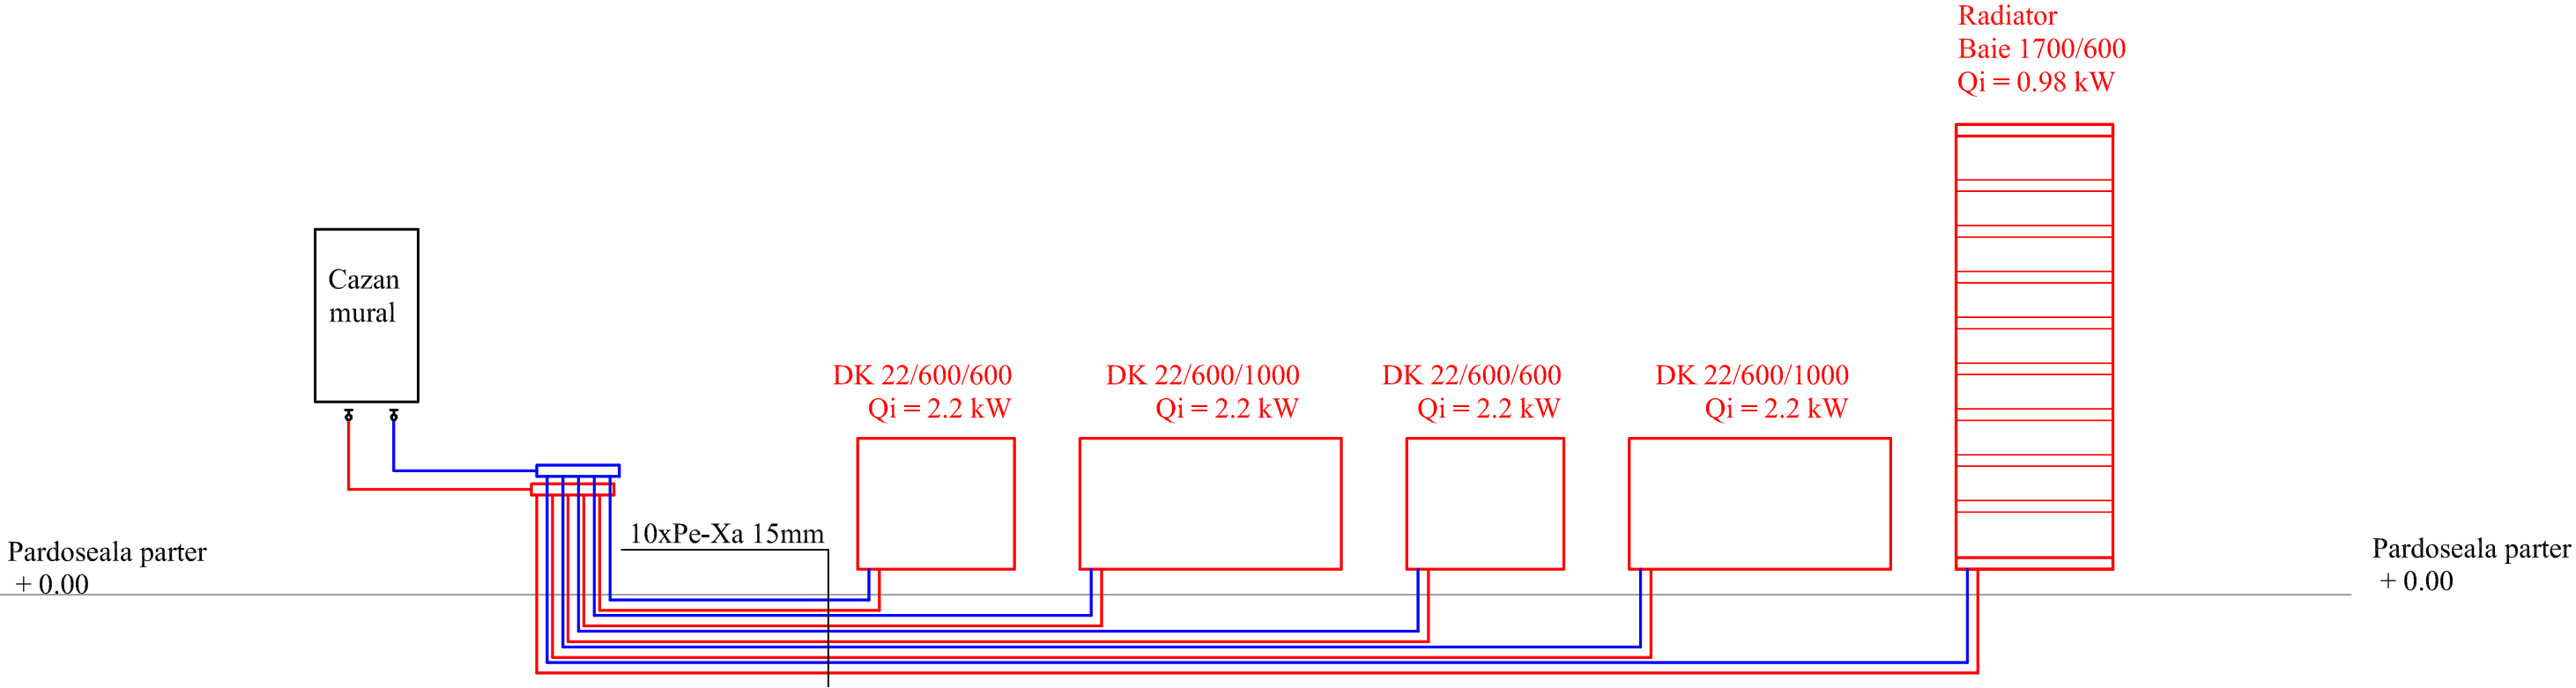 Radiator
Baie 1700/600
Qi = 0.98 kW
Cazan
mural
DK 22/600/600
Qi = 2.2 kW
DK 22/600/1000
Qi = 2.2 kW
DK 22/600/600
Qi = 2.2 kW
DK 22/600/1000
Qi = 2.2 kW
10xPe-Xa 15mm
Pardoseala parter
+ 0.00
Pardoseala parter
+ 0.00